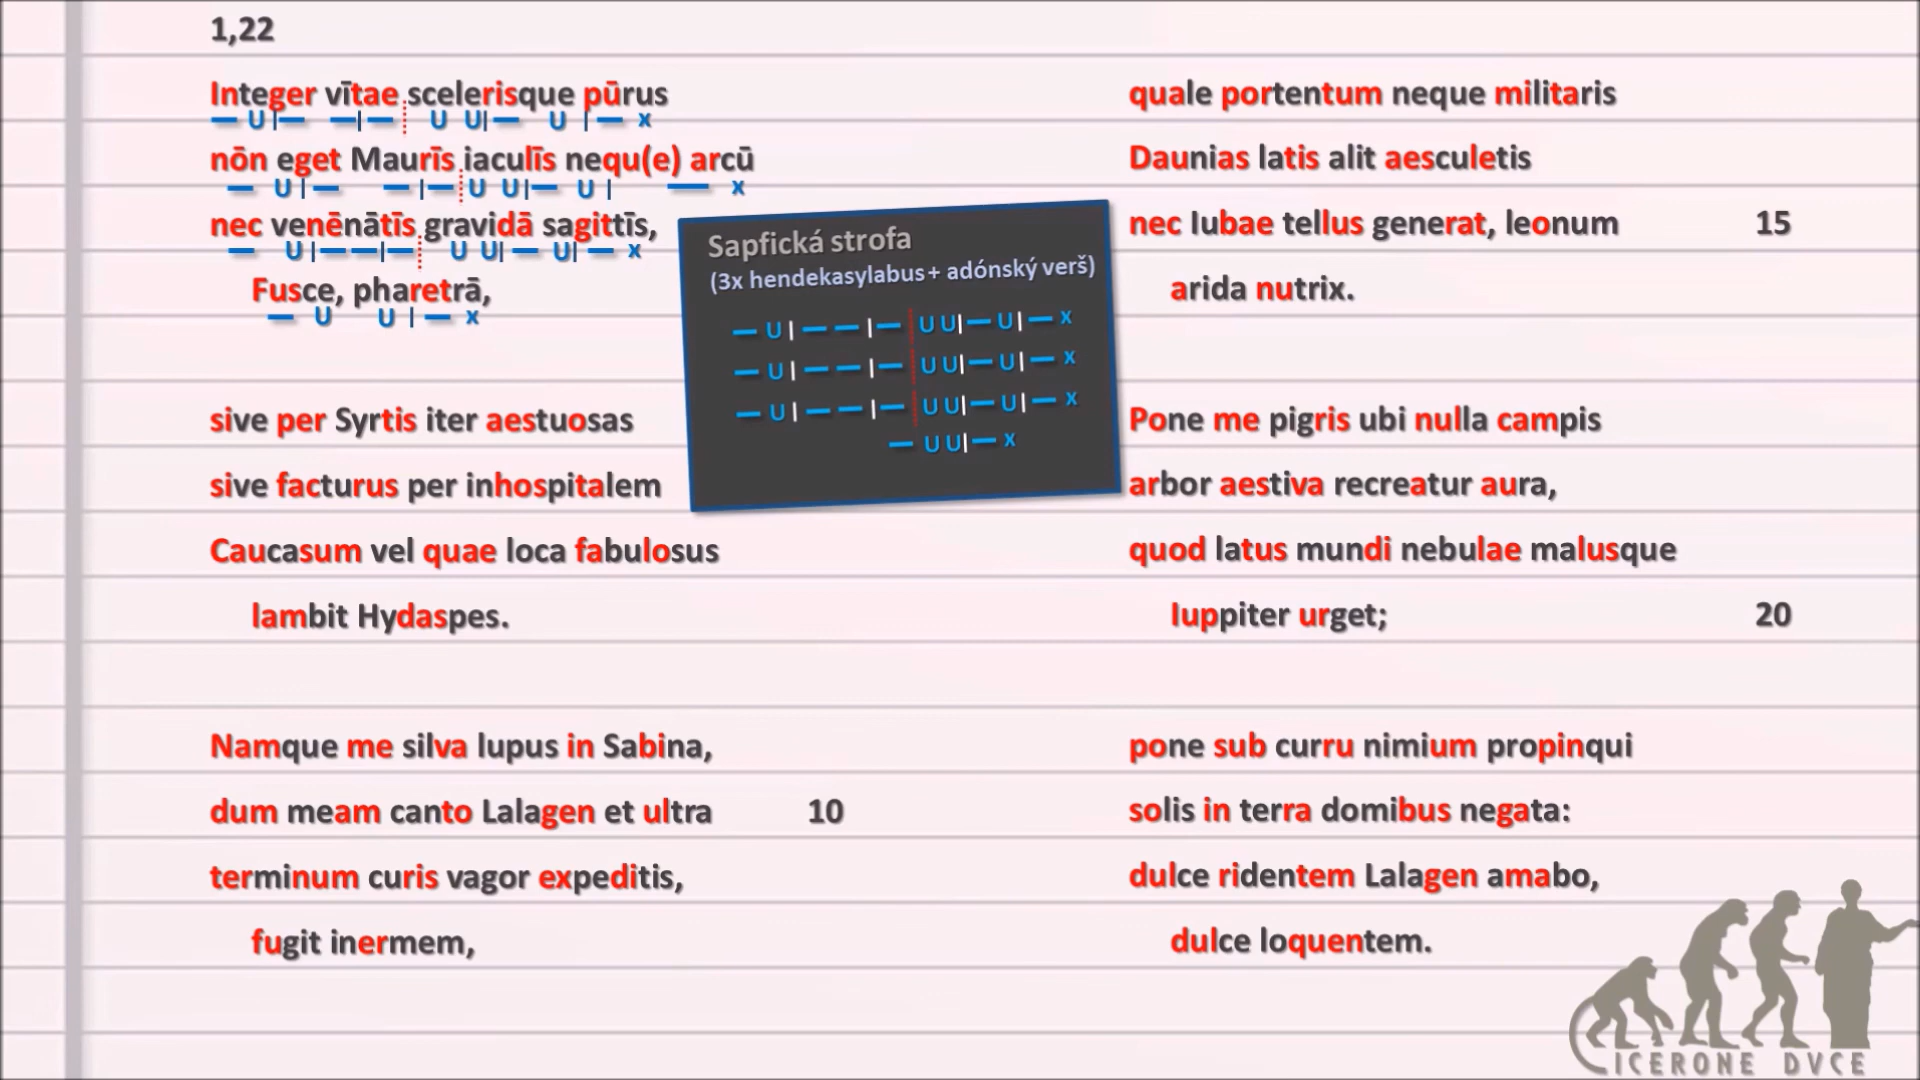 1,22
Integer vītae scelerisque pūrus
— U|— —|— U U|— U |— x
nōn eget Maurīs iaculīs nequ(e) arcū
— U|— —|— U U|— U | — x
nec venēnātīs gravidā sagittīs,
— U|— —|— U U|— U|— x
Fusce, pharetrā,
— U U |— x
sive per Syrtis iter aestuosas
sive facturus per inhospitalem
Caucasum vel quae loca fabulosus
lambit Hydaspes.
Namque me silva lupus in Sabina,
dum meam canto Lalagen et ultra 10
terminum curis vagor expeditis,
fugit inermem,
Sapfická strofa
(3x hendekasylabus+ adónský verš)
— U| — — |— U U|— U|— x
— U| — — |— U U|— U|— x
— U| — — |— U U|— U|— x
— U U|— x
quale portentum neque militaris
Daunias latis alit aesculetis
nec Iubae tellus generat, leonum 15
arida nutrix.
Pone me pigris ubi nulla campis
arbor aestiva recreatur aura,
quod latus mundi nebulae malusque
Iuppiter urget; 20
pone sub curru nimium propinqui
solis in terra domibus negata:
dulce ridentem Lalagen amabo,
dulce loquentem.
CICERONE DVCE